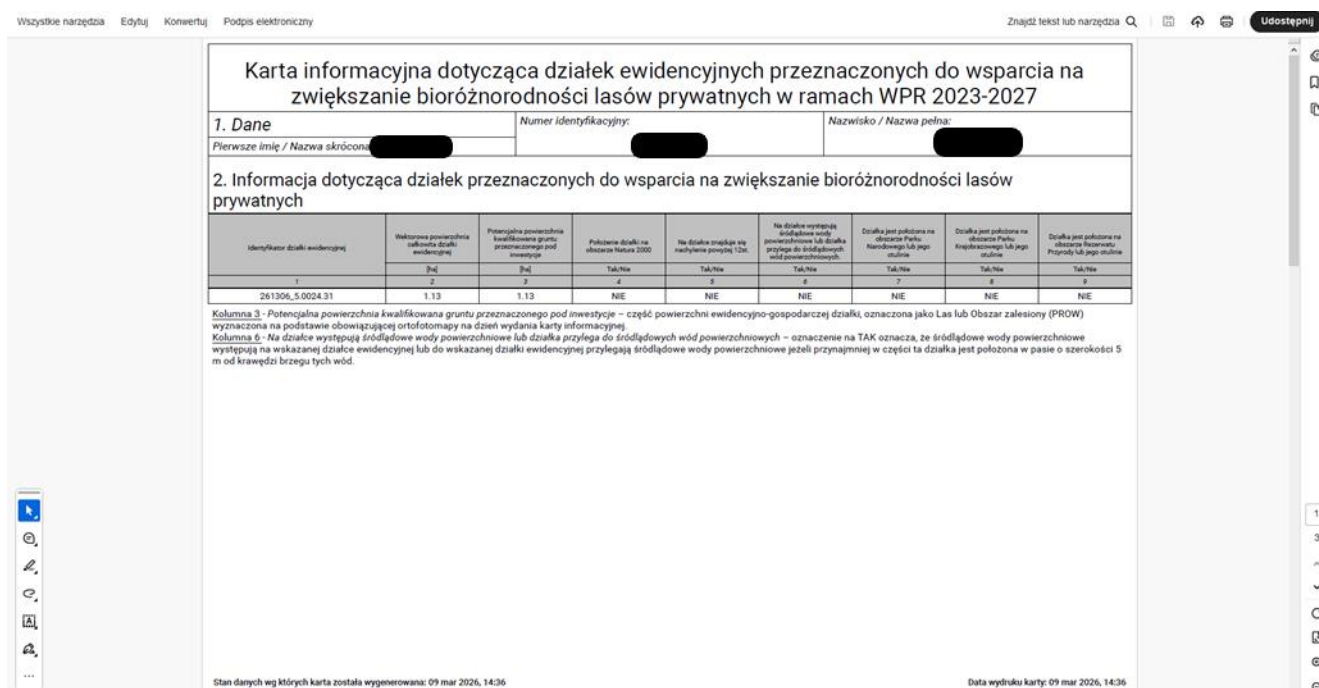 Wszystkie narzędzia Edytuj Konwertuj Podpis elektroniczny Znajdź tekst lub narzędzia Udostępnij
Karta informacyjna dotycząca działek ewidencyjnych przeznaczonych do wsparcia na
zwiększanie bioróżnorodności lasów prywatnych w ramach WPR 2023-2027
1. Dane
Pierwsze imię / Nazwa skrócona
Numer identyfikacyjny:
Nazwisko / Nazwa pełna:
2. Informacja dotycząca działek przeznaczonych do wsparcia na zwiększanie bioróżnorodności lasów
prywatnych
Identyfikator działki ewidencyjnej
Wektorowa powierzchnia
całkowita działki
ewidencyjnej
Potencjalna powierzchnia
kwalifikowana gruntu
przeznaczonego pod
inwestycje
Położenie działki na
obszarze Natura 2000
Na działce znajduje się
nachylenie powyżej 12st.
Na działce występują
śródlądowe wody
powierzchniowe lub działka
przylega do śródlądowych
wód powierzchniowych.
Działka jest położona na
obszarze Parku
Narodowego lub jego
otulinie
Działka jest położona na
obszarze Parku
Krajobrazowego lub jego
otulinie
Działka jest położona na
obszarze Rezerwatu
Przyrody lub jego otulinie
[ha] [ha] Tak/Nie Tak/Nie Tak/Nie Tak/Nie Tak/Nie Tak/Nie
1 2 3 4 5 6 7 8 9
261306_5.0024.31 1.13 1.13 NIE NIE NIE NIE NIE NIE
Kolumna 3 - Potencjalna powierzchnia kwalifikowana gruntu przeznaczonego pod inwestycje – część powierzchni ewidencyjno-gospodarczej działki, oznaczona jako Las lub Obszar zalesiony (PROW)
wyznaczona na podstawie obowiązującej ortofotomapy na dzień wydania karty informacyjnej.
Kolumna 6 - Na działce występują śródlądowe wody powierzchniowe lub działka przylega do śródlądowych wód powierzchniowych – oznaczenie na TAK oznacza, że śródlądowe wody powierzchniowe
występują na wskazanej działce ewidencyjnej lub do wskazanej działki ewidencyjnej przylegają śródlądowe wody powierzchniowe jeżeli przynajmniej w części ta działka jest położona w pasie o szerokości 5
m od krawędzi brzegu tych wód.
Stan danych wg których karta została wygenerowana: 09 mar 2026, 14:36 Data wydruku karty: 09 mar 2026, 14:36
1
3